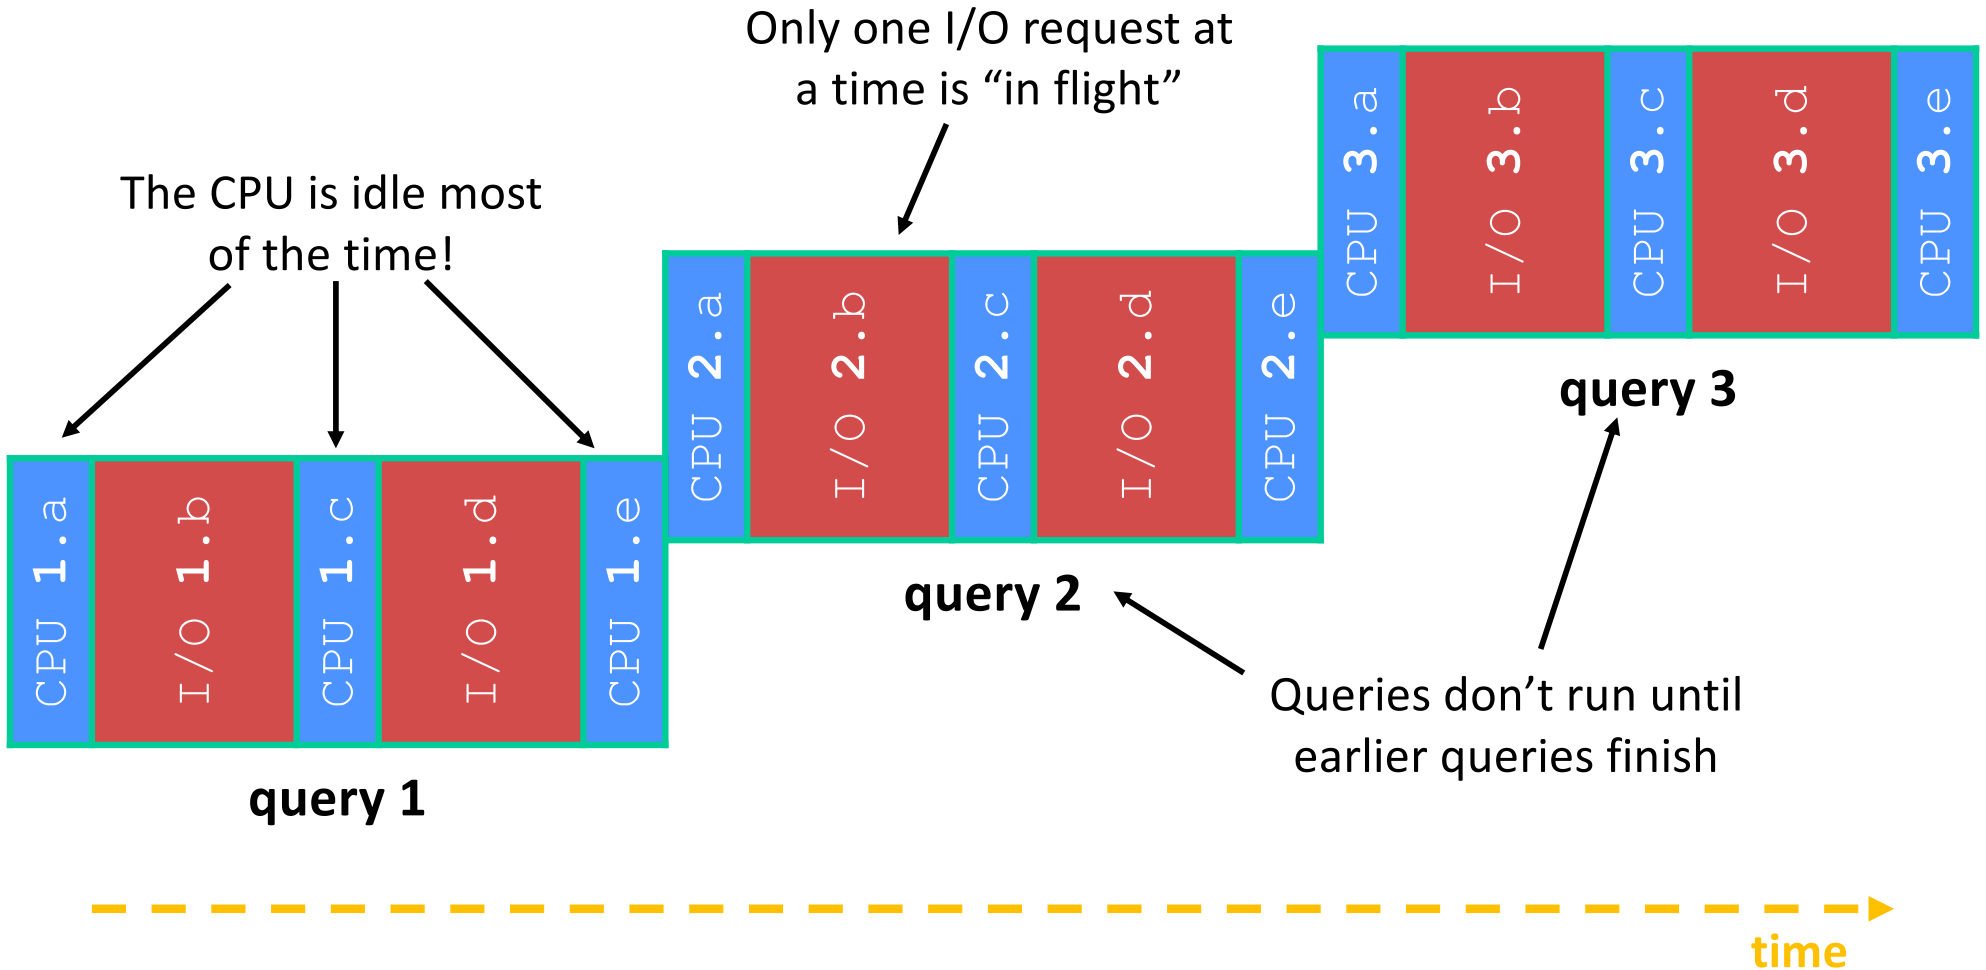 Only one I/O request at
a time is “in flight”
The CPU is idle most
of the time!
CPU 1.a
I/O 1.b
CPU 1.c
I/O 1.d
CPU 1.e
query 1
CPU 2.a
I/O 2.b
CPU 2.c
I/O 2.d
CPU 2.e
query 2
CPU 3.a
I/O 3.b
CPU 3.c
I/O 3.d
CPU 3.e
query 3
Queries don’t run until
earlier queries finish
time